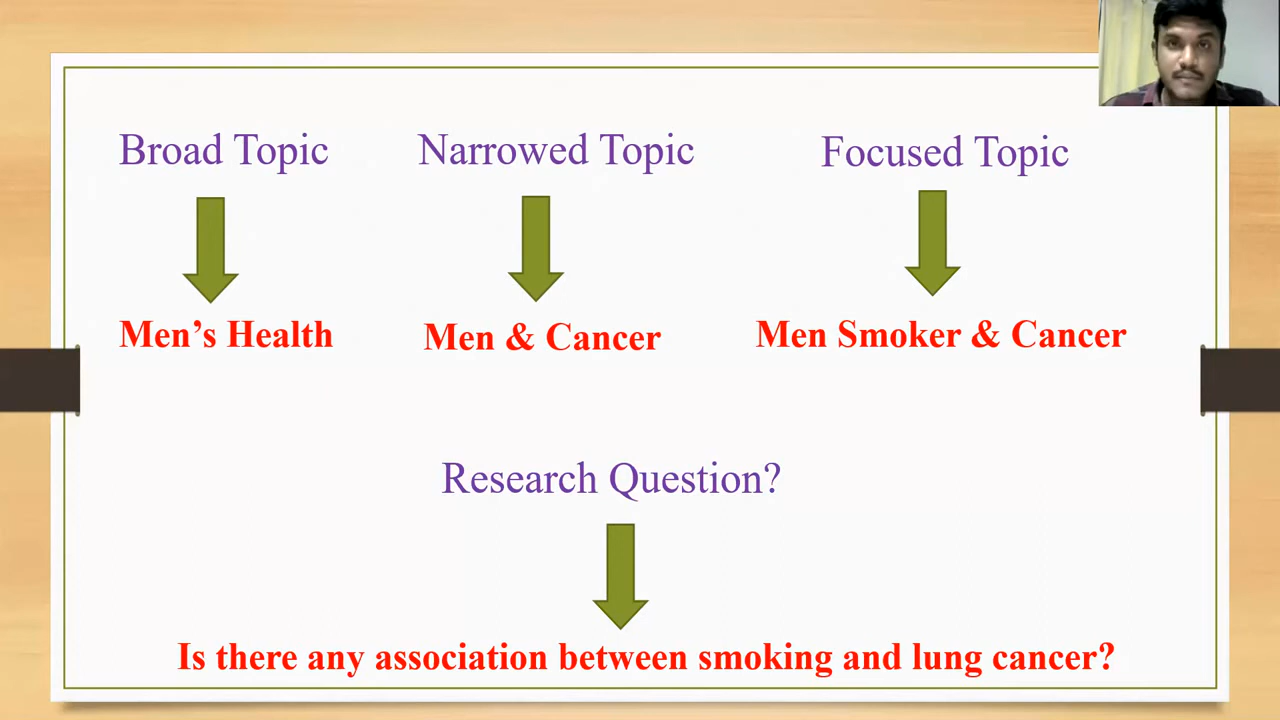 Broad Topic
Narrowed Topic
Focused Topic
Men’s Health
Men & Cancer
Men Smoker & Cancer
Research Question?
Is there any association between smoking and lung cancer?